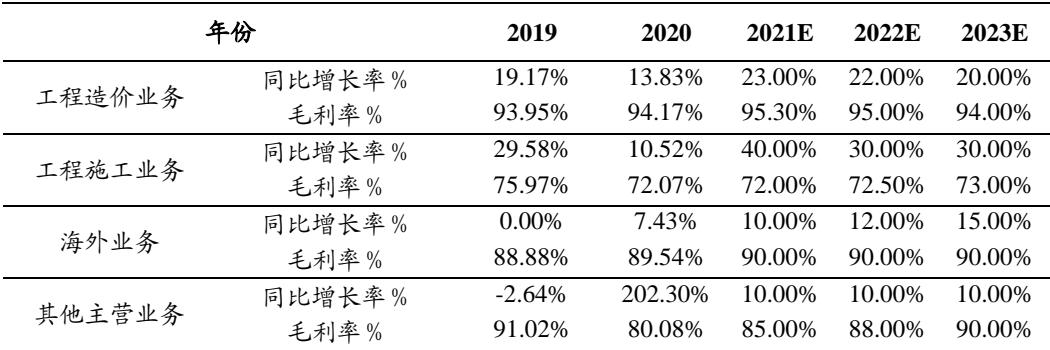 年份 2019 2020 2021E 2022E 2023E
工程造价业务 同比增长率% 19.17% 13.83% 23.00% 22.00% 20.00%
毛利率% 93.95% 94.17% 95.30% 95.00% 94.00%
工程施工业务 同比增长率% 29.58% 10.52% 40.00% 30.00% 30.00%
毛利率% 75.97% 72.07% 72.00% 72.50% 73.00%
海外业务 同比增长率% 0.00% 7.43% 10.00% 12.00% 15.00%
毛利率% 88.88% 89.54% 90.00% 90.00% 90.00%
其他主营业务 同比增长率% -2.64% 202.30% 10.00% 10.00% 10.00%
毛利率% 91.02% 80.08% 85.00% 88.00% 90.00%